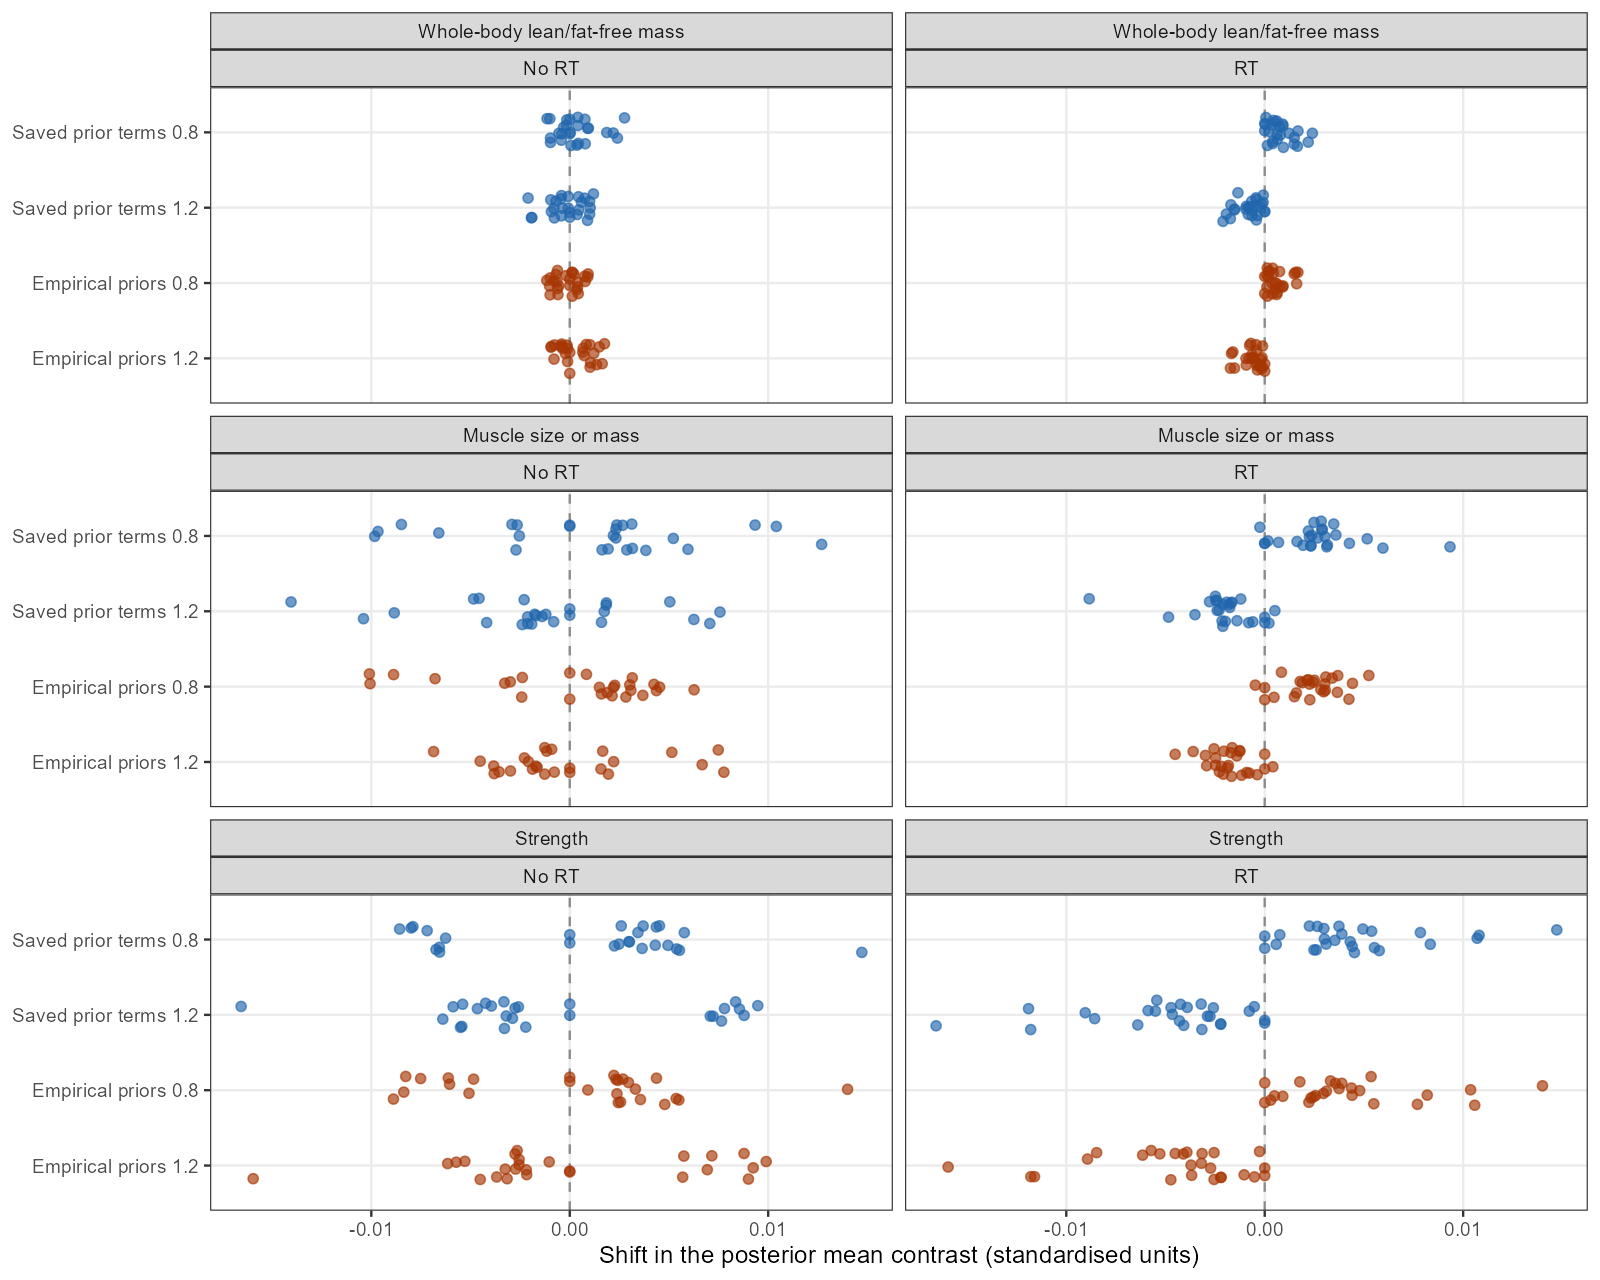 Whole-body lean/fat-free mass
Whole-body lean/fat-free mass
No RT
RT
Saved prior terms 0.8
Saved prior terms 1.2
Empirical priors 0.8
Empirical priors 1.2
Muscle size or mass
Muscle size or mass
No RT
RT
Saved prior terms 0.8
Saved prior terms 1.2
Empirical priors 0.8
Empirical priors 1.2
Strength
Strength
No RT
RT
Saved prior terms 0.8
Saved prior terms 1.2
Empirical priors 0.8
Empirical priors 1.2
-0.01 0.00 0.01 -0.01 0.00 0.01
Shift in the posterior mean contrast (standardised units)